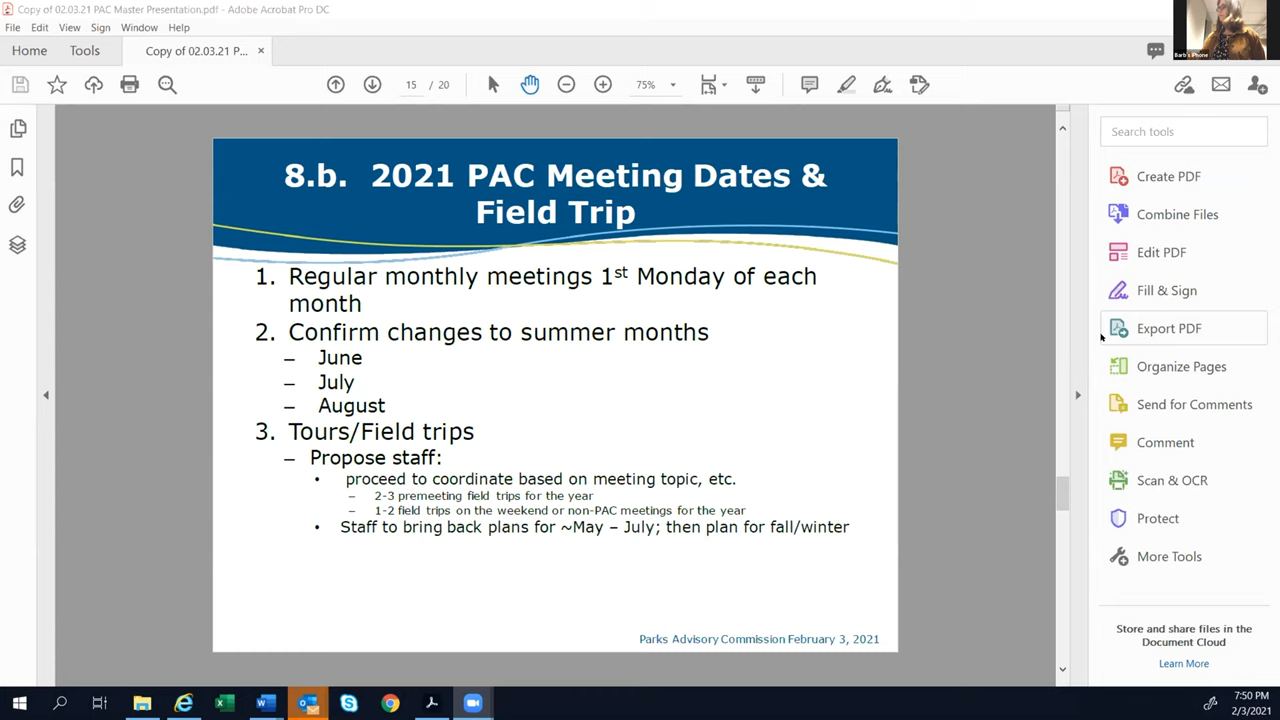 Copy of 02.03.21 PAC Master Presentation.pdf - Adobe Acrobat Pro DC
File Edit View Sign Window Help
Home Tools Copy of 02.03.21 P... ×
15 / 20 75%
Barb's iPhone
8.b. 2021 PAC Meeting Dates &
Field Trip
1. Regular monthly meetings 1st Monday of each
month
2. Confirm changes to summer months
– June
– July
– August
3. Tours/Field trips
– Propose staff:
• proceed to coordinate based on meeting topic, etc.
– 2-3 premeeting field trips for the year
– 1-2 field trips on the weekend or non-PAC meetings for the year
• Staff to bring back plans for ~May – July; then plan for fall/winter
Parks Advisory Commission February 3, 2021
Search tools
Create PDF
Combine Files
Edit PDF
Fill & Sign
Export PDF
Organize Pages
Send for Comments
Comment
Scan & OCR
Protect
More Tools
Store and share files in the
Document Cloud
Learn More
7:50 PM
2/3/2021